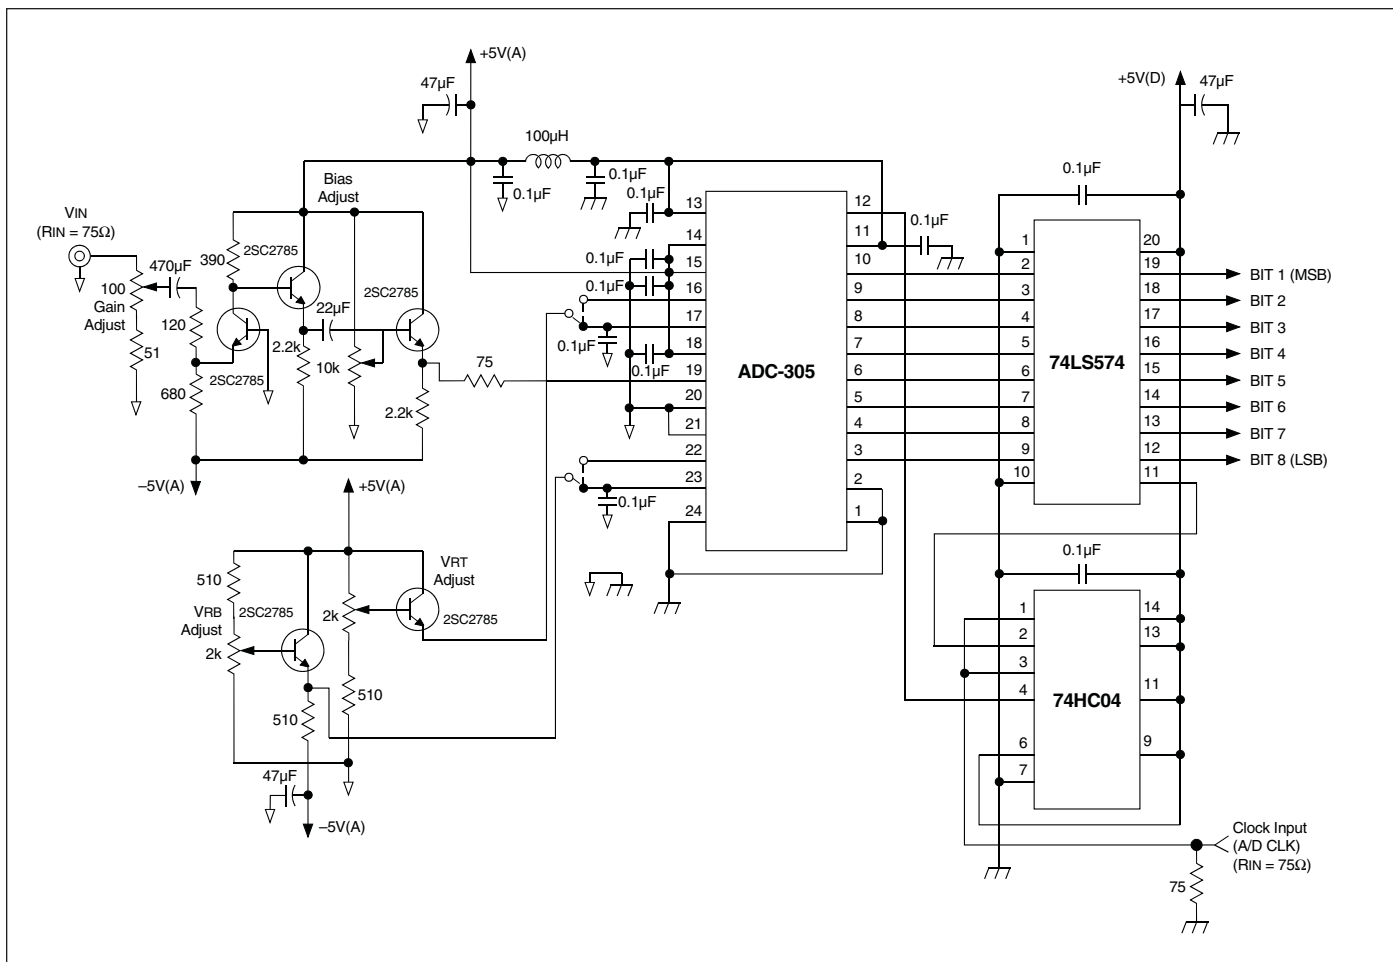 +5V(A)
47µF
+5V(D)
47µF
100µH
0.1µF
0.1µF
0.1µF
0.1µF
0.1µF
Bias
Adjust
VIN
(RIN = 75Ω)
390
2SC2785
470µF
100
Gain
Adjust
120
51
2SC2785
680
22µF
2.2k
10k
2SC2785
75
2.2k
–5V(A)
0.1µF
0.1µF
0.1µF
0.1µF
0.1µF
13
14
15
16
17
18
19
20
21
22
23
24
ADC-305
12
11
10
9
8
7
6
5
4
3
2
1
1
2
3
4
5
6
7
8
9
10
74LS574
20
19
18
17
16
15
14
13
12
11
BIT 1 (MSB)
BIT 2
BIT 3
BIT 4
BIT 5
BIT 6
BIT 7
BIT 8 (LSB)
+5V(A)
510
VRB
Adjust
2k
2SC2785
2k
VRT
Adjust
2SC2785
510
510
47µF
–5V(A)
0.1µF
1
2
3
4
6
7
74HC04
14
13
11
9
Clock Input
(A/D CLK)
(RIN = 75Ω)
75